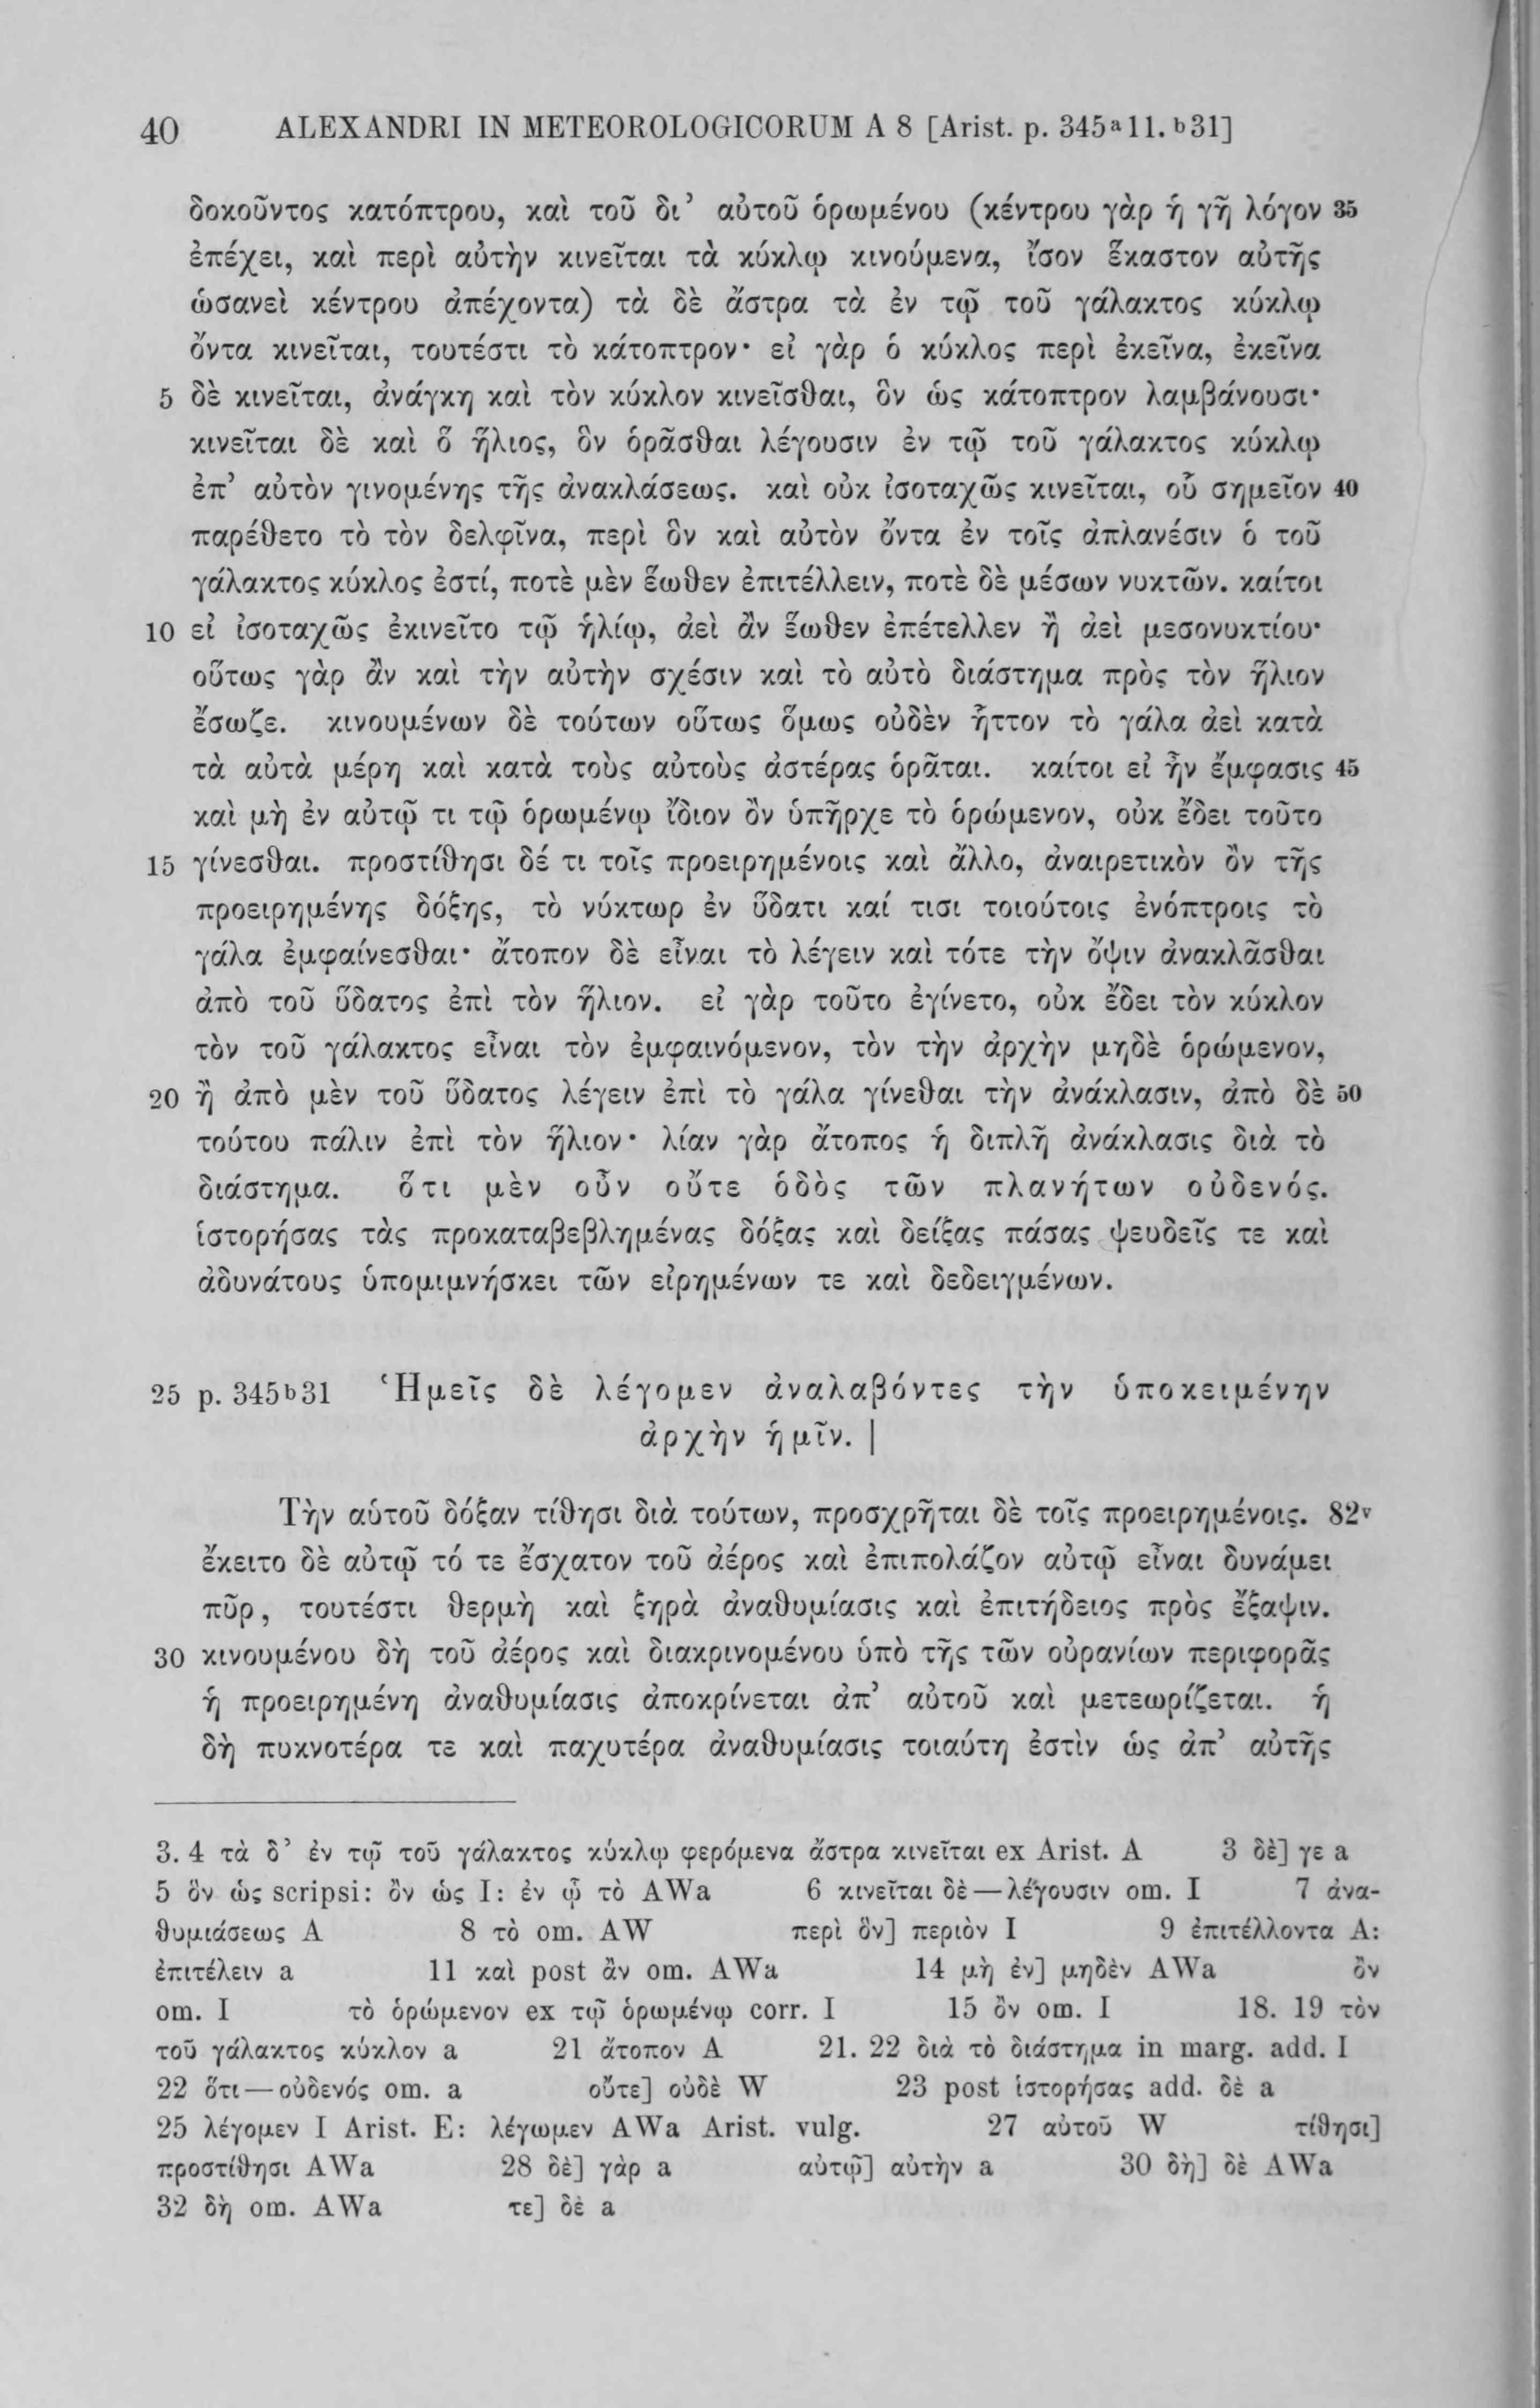 40 ALEXANDRI IN METEOROLOGICORUM A 8 [Arist. p. 345a11. b31]
δοκοῦντος κατόπτρου, καὶ τοῦ δι’ αὐτοῦ ὁρωμένου (κέντρου γὰρ ἡ γῆ λόγον 35
ἐπέχει, καὶ περὶ αὐτὴν κινεῖται τὰ κύκλῳ κινούμενα, ἴσον ἕκαστον αὐτῆς
ὡσανεὶ κέντρου ἀπέχοντα) τὰ δὲ ἄστρα τὰ ἐν τῷ τοῦ γάλακτος κύκλῳ
ὄντα κινεῖται, τουτέστι τὸ κάτοπτρον· εἰ γὰρ ὁ κύκλος περὶ ἐκεῖνα, ἐκεῖνα
5 δὲ κινεῖται, ἀνάγκη καὶ τὸν κύκλον κινεῖσθαι, ὃν ὡς κάτοπτρον λαμβάνουσι·
κινεῖται δὲ καὶ ὅ ἥλιος, ὃν ὁρᾶσθαι λέγουσιν ἐν τῷ τοῦ γάλακτος κύκλῳ
ἐπ’ αὐτὸν γινομένης τῆς ἀνακλάσεως. καὶ οὐκ ἰσοταχῶς κινεῖται, οὗ σημεῖον 40
παρέθετο τὸ τὸν δελφῖνα, περὶ ὃν καὶ αὐτὸν ὄντα ἐν τοῖς ἀπλανέσιν ὁ τοῦ
γάλακτος κύκλος ἐστί, ποτὲ μὲν ἕωθεν ἐπιτέλλειν, ποτὲ δὲ μέσων νυκτῶν. καίτοι
10 εἰ ἰσοταχῶς ἐκινεῖτο τῷ ἡλίῳ, ἀεὶ ἂν ἕωθεν ἐπέτελλεν ἢ ἀεὶ μεσονυκτίου·
οὕτως γὰρ ἂν καὶ τὴν αὐτὴν σχέσιν καὶ τὸ αὐτὸ διάστημα πρὸς τὸν ἥλιον
ἔσωζε. κινουμένων δὲ τούτων οὕτως ὅμως οὐδὲν ἧττον τὸ γάλα ἀεὶ κατὰ
τὰ αὐτὰ μέρη καὶ κατὰ τοὺς αὐτοὺς ἀστέρας ὁρᾶται. καίτοι εἰ ἦν ἔμφασις 45
καὶ μὴ ἐν αὐτῷ τι τῷ ὁρωμένῳ ἴδιον ὂν ὑπῆρχε τὸ ὁρώμενον, οὐκ ἔδει τοῦτο
15 γίνεσθαι. προστίθησι δέ τι τοῖς προειρημένοις καὶ ἄλλο, ἀναιρετικὸν ὂν τῆς
προειρημένης δόξης, τὸ νύκτωρ ἐν ὕδατι καί τισι τοιούτοις ἐνόπτροις τὸ
γάλα ἐμφαίνεσθαι· ἄτοπον δὲ εἶναι τὸ λέγειν καὶ τότε τὴν ὄψιν ἀνακλᾶσθαι
ἀπὸ τοῦ ὕδατος ἐπὶ τὸν ἥλιον. εἰ γὰρ τοῦτο ἐγίνετο, οὐκ ἔδει τὸν κύκλον
τὸν τοῦ γάλακτος εἶναι τὸν ἐμφαινόμενον, τὸν τὴν ἀρχὴν μηδὲ ὁρώμενον,
20 ἢ ἀπὸ μὲν τοῦ ὕδατος λέγειν ἐπὶ τὸ γάλα γίνεθαι τὴν ἀνάκλασιν, ἀπὸ δὲ 50
τούτου πάλιν ἐπὶ τὸν ἥλιον· λίαν γὰρ ἄτοπος ἡ διπλῆ ἀνάκλασις διὰ τὸ
διάστημα. ὅτι μὲν οὖν οὔτε ὁδὸς τῶν πλανήτων οὐδενός.
ἱστορήσας τὰς προκαταβεβλημένας δόξας καὶ δείξας πάσας ψευδεῖς τε καὶ
ἀδυνάτους ὑπομιμνήσκει τῶν εἰρημένων τε καὶ δεδειγμένων.
25 p. 345b31 Ἡμεῖς δὲ λέγομεν ἀναλαβόντες τὴν ὑποκειμένην
ἀρχὴν ἡμῖν. |
Τὴν αὑτοῦ δόξαν τίθησι διὰ τούτων, προσχρῆται δὲ τοῖς προειρημένοις. 82v
ἔκειτο δὲ αὐτῷ τό τε ἔσχατον τοῦ ἀέρος καὶ ἐπιπολάζον αὐτῷ εἶναι δυνάμει
πῦρ, τουτέστι θερμὴ καὶ ξηρὰ ἀναθυμίασις καὶ ἐπιτήδειος πρὸς ἔξαψιν.
30 κινουμένου δὴ τοῦ ἀέρος καὶ διακρινομένου ὑπὸ τῆς τῶν οὐρανίων περιφορᾶς
ἡ προειρημένη ἀναθυμίασις ἀποκρίνεται ἀπ’ αὐτοῦ καὶ μετεωρίζεται. ἡ
δὴ πυκνοτέρα τε καὶ παχυτέρα ἀναθυμίασις τοιαύτη ἐστὶν ὡς ἀπ’ αὐτῆς
3. 4 τὰ δ’ ἐν τῷ τοῦ γάλακτος κύκλῳ φερόμενα ἄστρα κινεῖται ex Arist. A 3 δὲ] γε a
5 ὃν ὡς scripsi: ὂν ὡς I: ἐν ᾧ τὸ AWa 6 κινεῖται δὲ — λέγουσιν om. I 7 ἀνα-
θυμιάσεως A 8 τὸ om. AW περὶ ὃν] περιὸν I 9 ἐπιτέλλοντα A:
ἐπιτέλειν a 11 καὶ post ἂν om. AWa 14 μὴ ἐν] μηδὲν AWa ὂν
om. I τὸ ὁρώμενον ex τῷ ὁρωμένῳ corr. I 15 ὂν om. I 18. 19 τὸν
τοῦ γάλακτος κύκλον a 21 ἄτοπον A 21. 22 διὰ τὸ διάστημα in marg. add. I
22 ὅτι — οὐδενός om. a οὔτε] οὐδὲ W 23 post ἱστορήσας add. δὲ a
25 λέγομεν I Arist. E: λέγωμεν AWa Arist. vulg. 27 αὐτοῦ W τίθησι]
προστίθησι AWa 28 δὲ] γὰρ a αὐτῷ] αὐτὴν a 30 δὴ] δὲ AWa
32 δὴ om. AWa τε] δὲ a